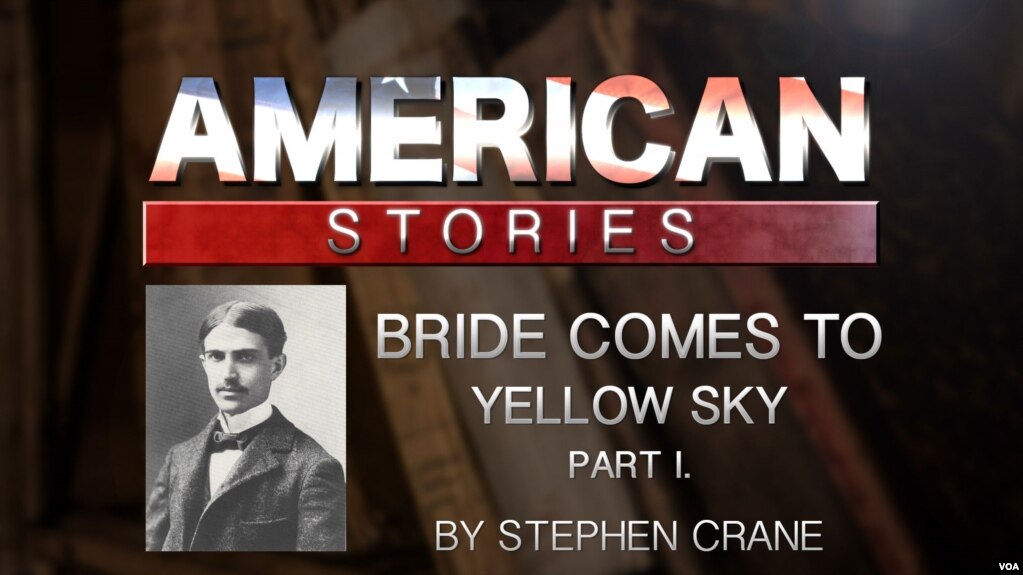 AMERICAN
STORIES
BRIDE COMES TO
YELLOW SKY
PART I.
BY STEPHEN CRANE
VOA